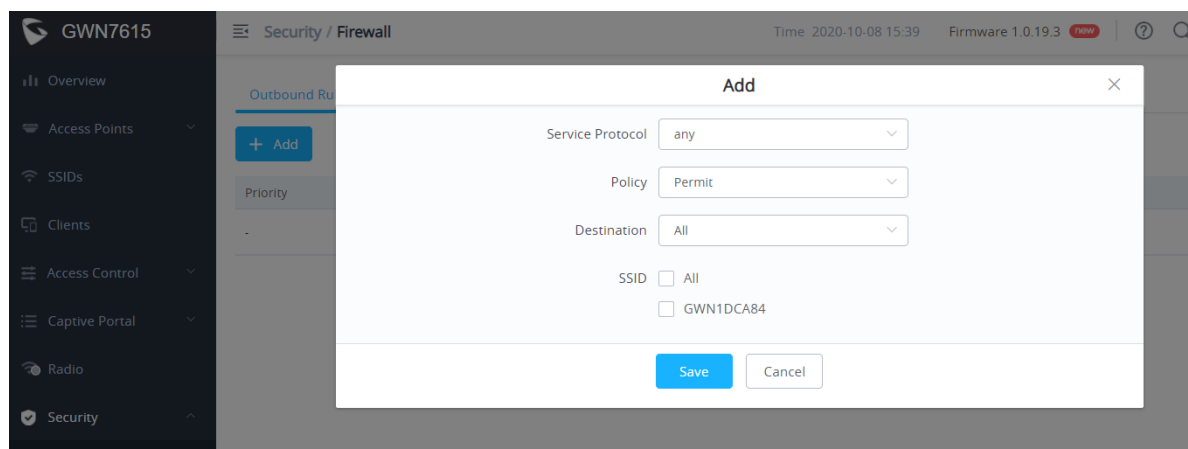 GWN7615
Security / Firewall
Time 2020-10-08 15:39
Firmware 1.0.19.3 new
Overview
Access Points
SSIDs
Clients
Access Control
Captive Portal
Radio
Security
Outbound Ru
+ Add
Priority
-
Add
Service Protocol any
Policy Permit
Destination All
SSID All
GWN1DCA84
Save Cancel